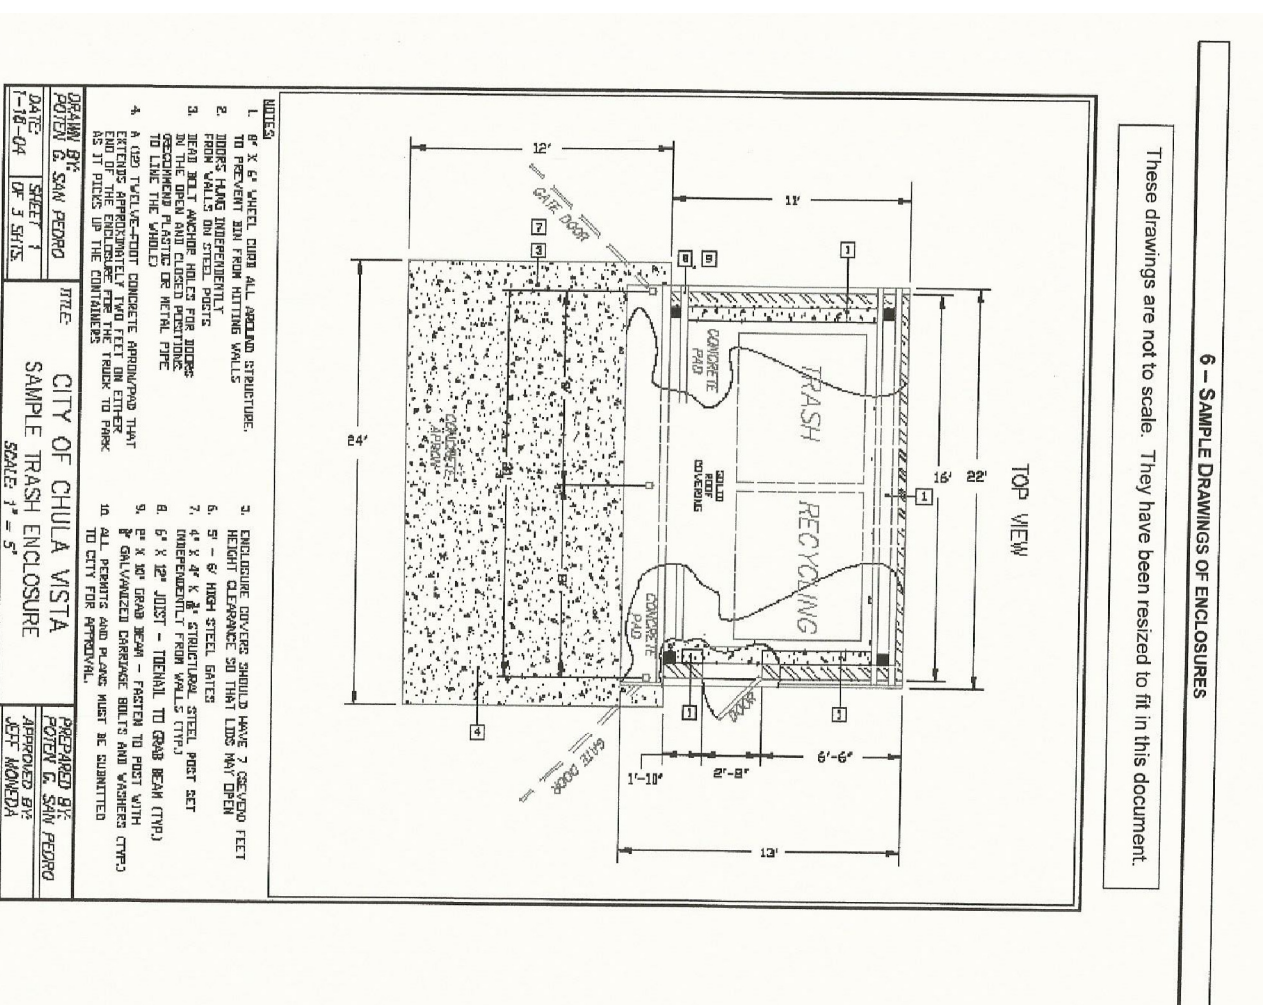 6 – SAMPLE DRAWINGS OF ENCLOSURES
These drawings are not to scale. They have been resized to fit in this document.
TOP VIEW
22'
16'
1
11'
12'
1
TRASH
RECYCLING
CONCRETE
PAD
SOLID
ROOF
COVERING
CONCRETE
PAD
GATE DOOR
7
3
8
9
CONCRETE
APRON
24'
4
1
1
DOOR
GATE DOOR
6'-6"
2'-8"
1'-10"
13'
NOTES:
1. 8" X 6" WHEEL CURB ALL AROUND STRUCTURE.
TO PREVENT BIN FROM HITTING WALLS
2. DOORS HUNG INDEPENDENTLY
FROM WALLS ON STEEL POSTS
3. DEAD BOLT ANCHOR HOLES FOR DOORS
IN THE OPEN AND CLOSED POSITIONS
(RECOMMEND PLASTIC OR METAL PIPE
TO LINE THE WHOLE)
4. A (12') TWELVE-FOOT CONCRETE APRON/PAD THAT
EXTENDS APPROXIMATELY TWO FEET ON EITHER
END OF THE ENCLOSURE FOR THE TRUCK TO PARK
AS IT PICKS UP THE CONTAINERS
5. ENCLOSURE COVERS SHOULD HAVE 7 (SEVEN) FEET
HEIGHT CLEARANCE SO THAT LIDS MAY OPEN
6. 5' - 6' HIGH STEEL GATES
7. 4" X 4" X STRUCTURAL STEEL POST SET
INDEPENDENTLY FROM WALLS (TYP.)
8. 6" X 12" JOIST - TOENAIL TO GRAB BEAM (TYP.)
9. 8" X 10" GRAB BEAM - FASTEN TO POST WITH
GALVANIZED CARRIAGE BOLTS AND WASHERS (TYP.)
10. ALL PERMITS AND PLANS MUST BE SUBMITTED
TO CITY FOR APPROVAL.
DRAWN BY:
POTEN G. SAN PEDRO
DATE:
1-18-04
SHEET 1
OF 3 SHTS.
TITLE:
CITY OF CHULA VISTA
SAMPLE TRASH ENCLOSURE
SCALE: 1" = 5'
PREPARED BY:
POTEN G. SAN PEDRO
APPROVED BY:
JEFF MONEDA